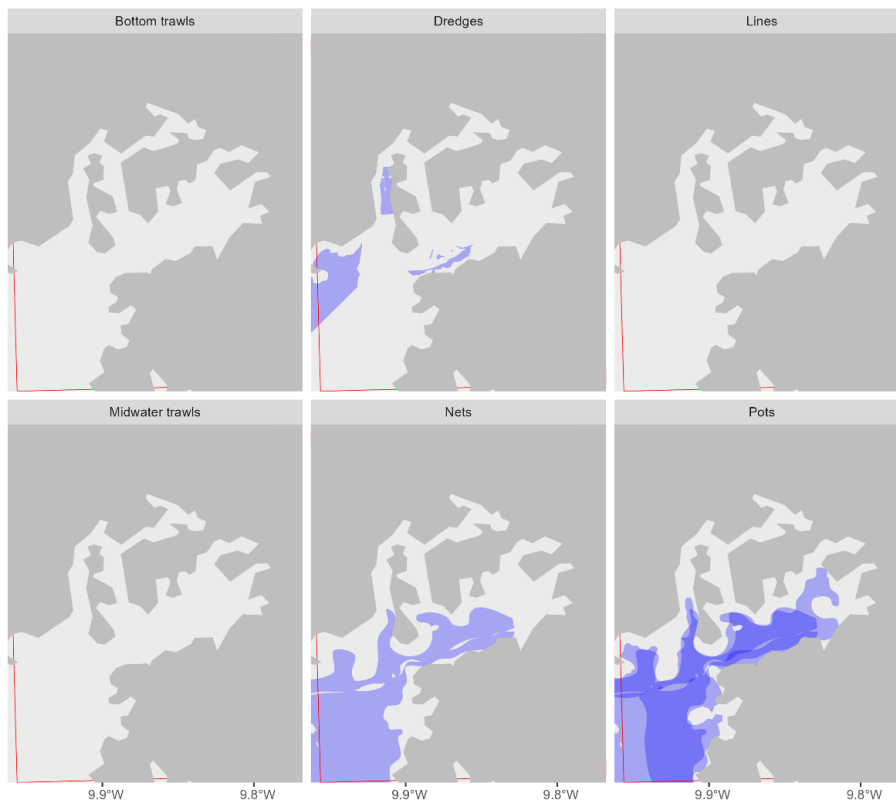 Bottom trawls
Dredges
Lines
Midwater trawls
Nets
Pots
9.9°W
9.8°W
9.9°W
9.8°W
9.9°W
9.8°W